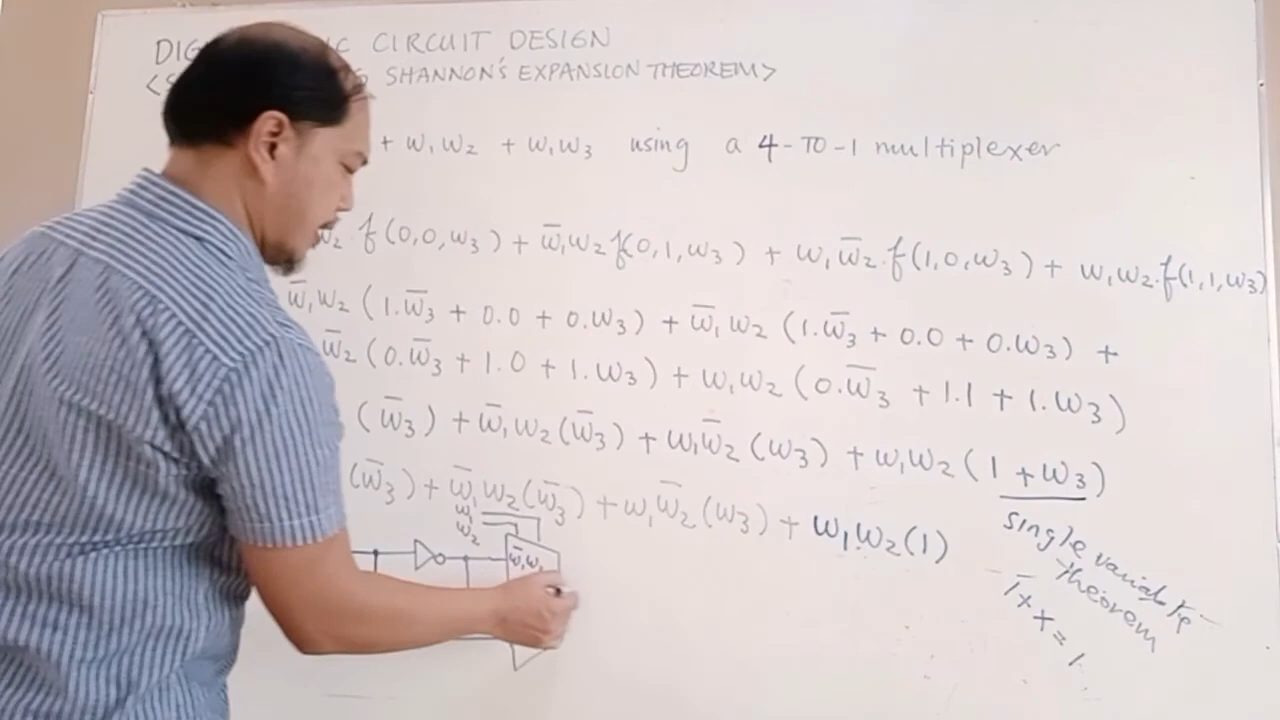 DIG C CIRCUIT DESIGN
<S G SHANNON'S EXPANSION THEOREM>
+ w₁w₂ + w₁w₃ using a 4-TO-1 multiplexer
w₂ · f(0,0,w₃) + w̄₁w₂f(0,1,w₃) + w₁w̄₂·f(1,0,w₃) + w₁w₂·f(1,1,w₃)
w̄₁w₂ (1.w̄₃ + 0.0 + 0.w₃) + w̄₁w₂ (1.w̄₃ + 0.0 + 0.w₃) +
w̄₂ (0.w̄₃ + 1.0 + 1.w₃) + w₁w₂ (0.w̄₃ + 1.1 + 1.w₃)
(w̄₃) + w̄₁w₂(w̄₃) + w₁w̄₂(w₃) + w₁w₂(1 + w₃)
(w̄₃) + w̄₁w₂(w̄₃) + w₁w̄₂(w₃) + w₁w₂(1)
single variable
theorem
1 + x = 1
w₁
w₂
w̄₁w